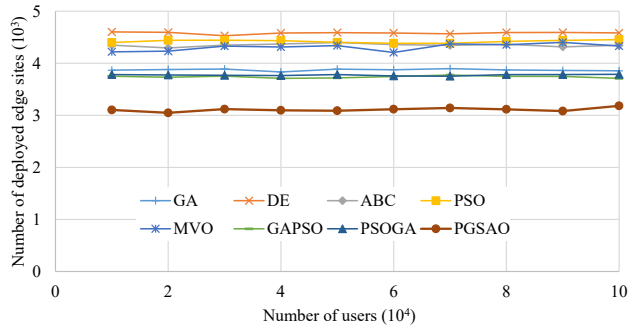 Number of deployed edge sites (10³)
5
4
3
2
1
0
GA DE ABC PSO
MVO GAPSO PSOGA PGSAO
0 2 4 6 8 10
Number of users (10⁴)